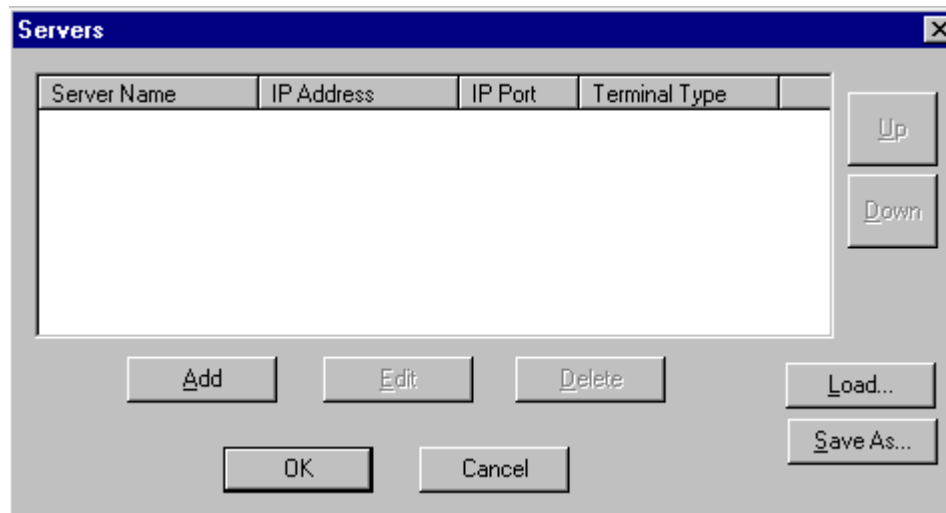 Servers
Server Name IP Address IP Port Terminal Type
Up
Down
Add Edit Delete
Load...
Save As...
OK Cancel